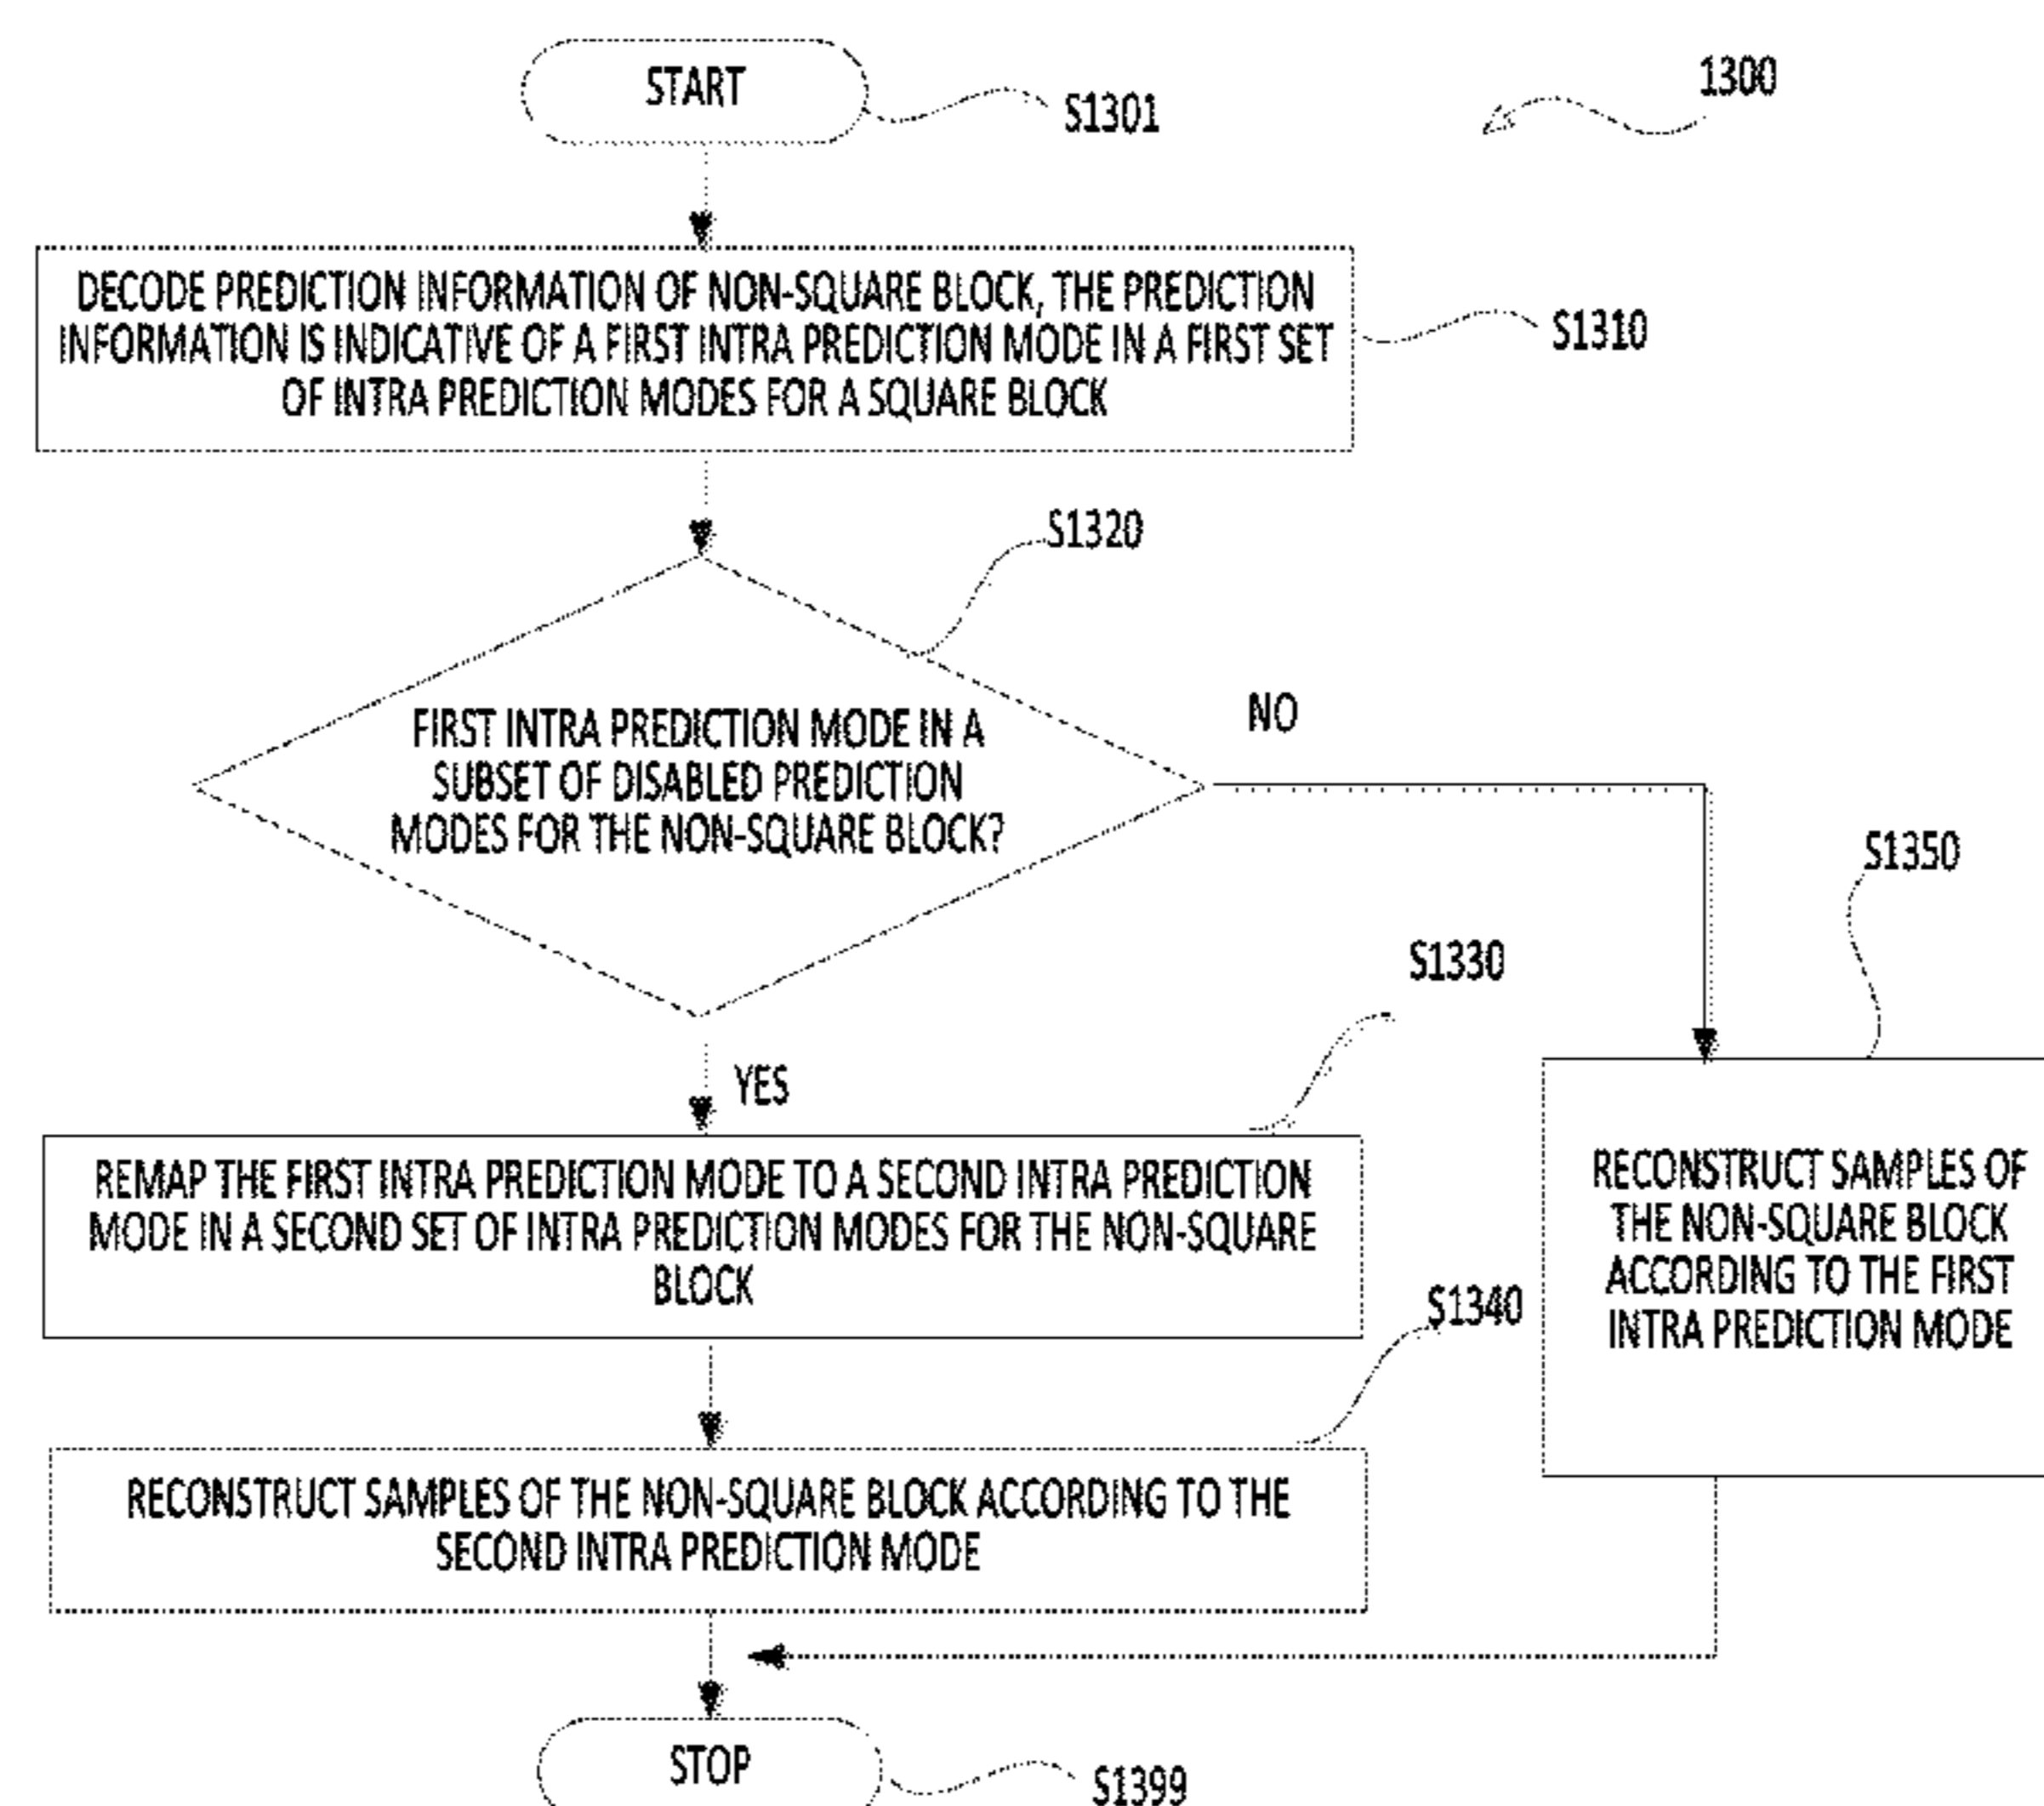 START
S1301
1300
DECODE PREDICTION INFORMATION OF NON-SQUARE BLOCK, THE PREDICTION
INFORMATION IS INDICATIVE OF A FIRST INTRA PREDICTION MODE IN A FIRST SET
OF INTRA PREDICTION MODES FOR A SQUARE BLOCK
S1310
S1320
FIRST INTRA PREDICTION MODE IN A
SUBSET OF DISABLED PREDICTION
MODES FOR THE NON-SQUARE BLOCK?
NO
S1350
S1330
YES
REMAP THE FIRST INTRA PREDICTION MODE TO A SECOND INTRA PREDICTION
MODE IN A SECOND SET OF INTRA PREDICTION MODES FOR THE NON-SQUARE
BLOCK
RECONSTRUCT SAMPLES OF
THE NON-SQUARE BLOCK
ACCORDING TO THE FIRST
INTRA PREDICTION MODE
S1340
RECONSTRUCT SAMPLES OF THE NON-SQUARE BLOCK ACCORDING TO THE
SECOND INTRA PREDICTION MODE
STOP
S1399